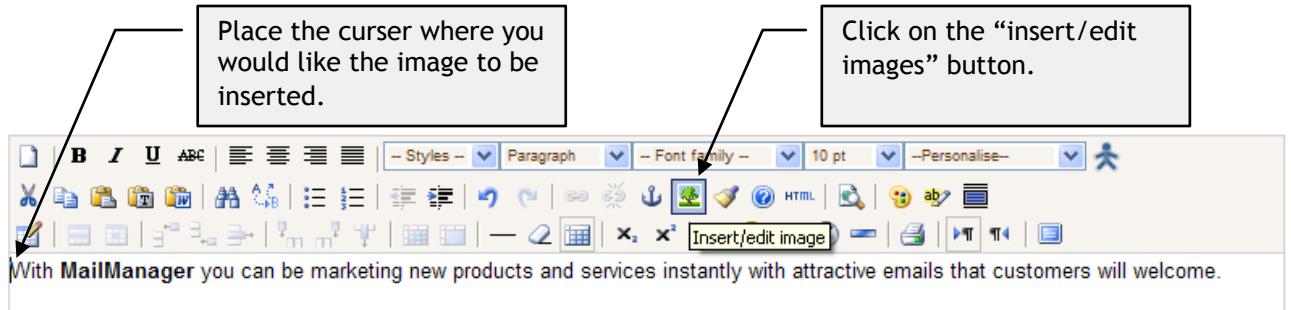 Place the curser where you
would like the image to be
inserted.
Click on the “insert/edit
images” button.
B I U ABC -- Styles -- Paragraph -- Font family -- 10 pt --Personalise--
HTML
Insert/edit image
With MailManager you can be marketing new products and services instantly with attractive emails that customers will welcome.